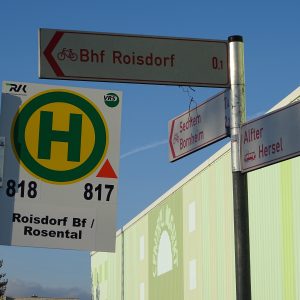 Bhf Roisdorf 0.1
RVK
VRS
H
818 817
Roisdorf Bf /
Rosental
Sechtem
Bornheim
Alfter
Hersel